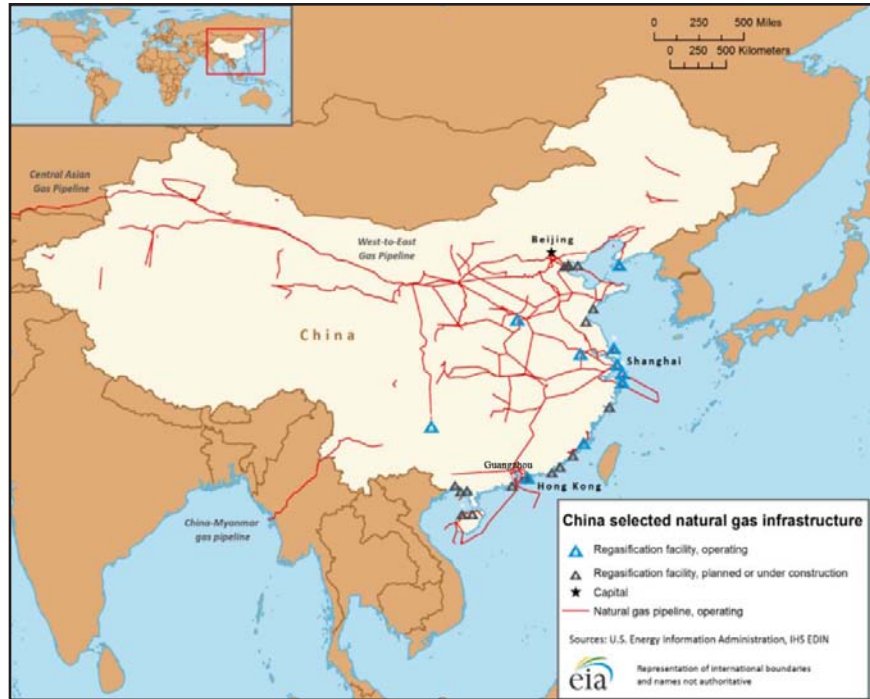 0 250 500 Miles
0 250 500 Kilometers
Central Asian
Gas Pipeline
West-to-East
Gas Pipeline
Beijing
China
Shanghai
Guangzhou
Hong Kong
China-Myanmar
gas pipeline
China selected natural gas infrastructure
Regasification facility, operating
Regasification facility, planned or under construction
Capital
Natural gas pipeline, operating
Sources: U.S. Energy Information Administration, IHS EDIN
eia
Representation of international boundaries
and names not authoritative